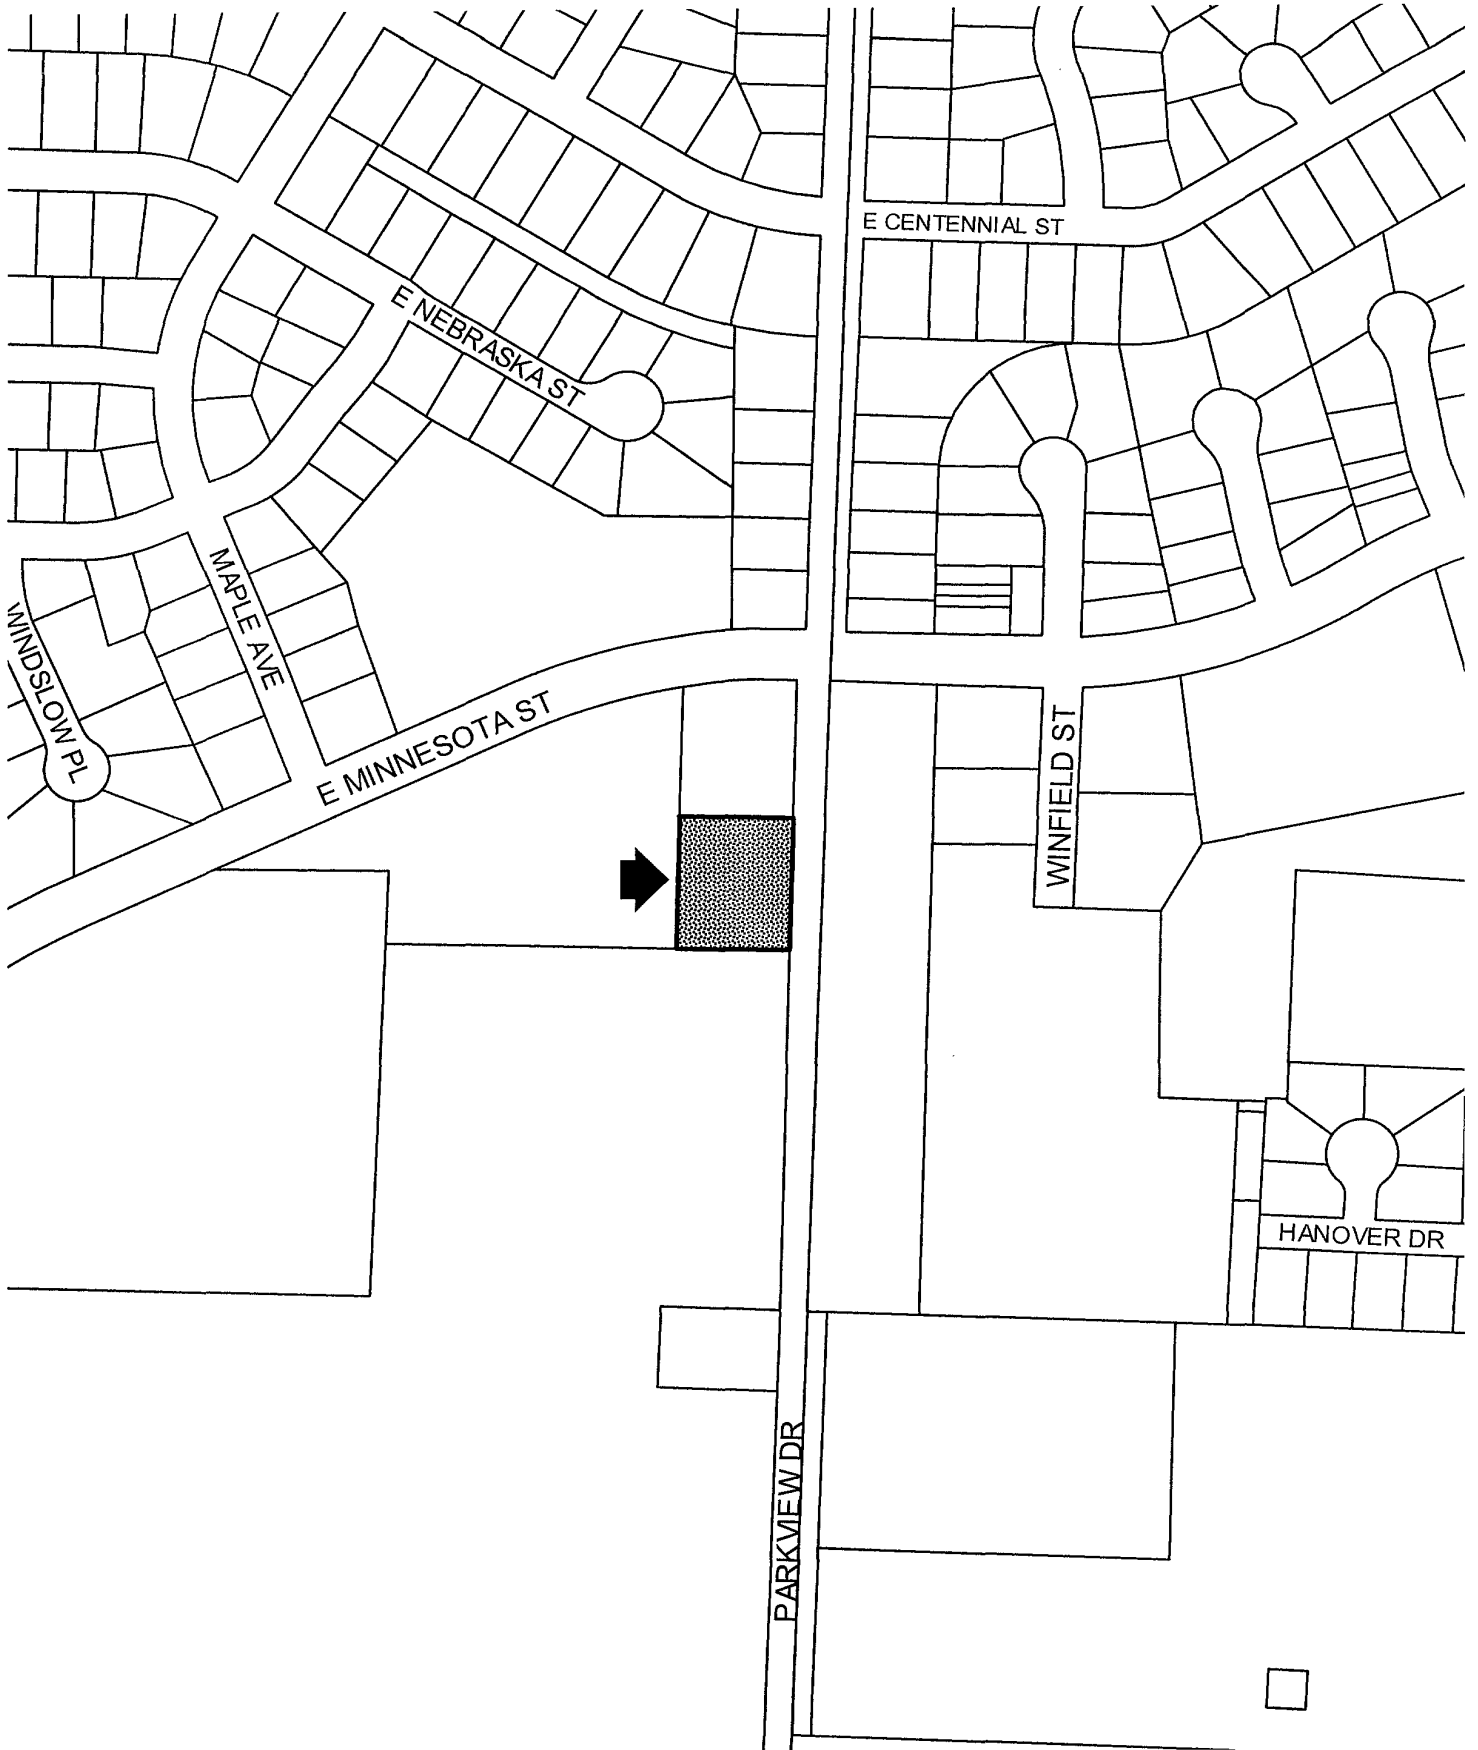 E CENTENNIAL ST
E NEBRASKA ST
MAPLE AVE
WINDSLOW PL
E MINNESOTA ST
WINFIELD ST
HANOVER DR
PARKVIEW DR